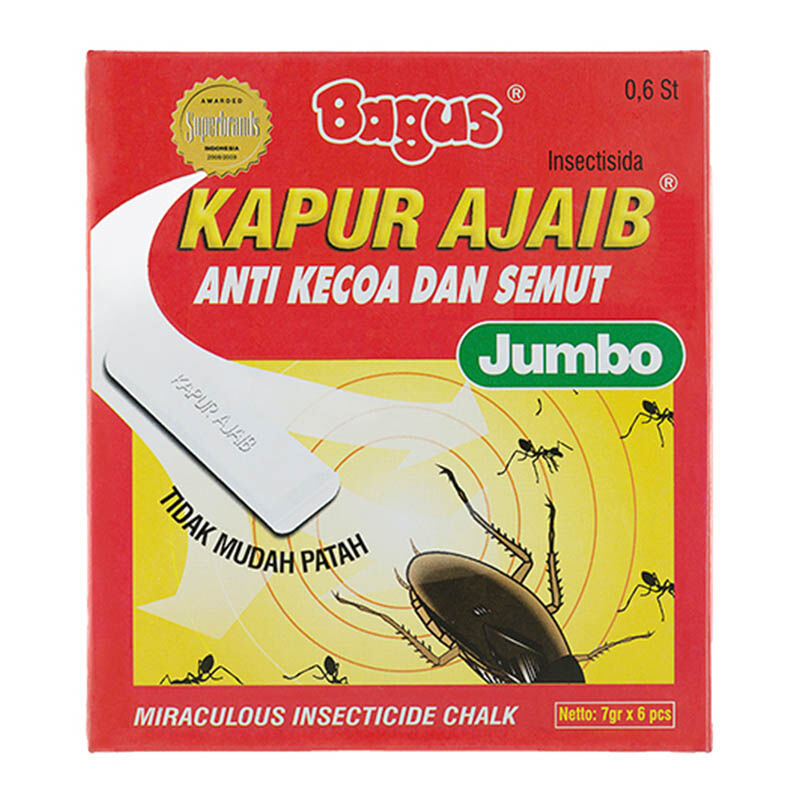 AWARDED
Superbrands
INDONESIA
Bagus®
0,6 St
Insectisida
KAPUR AJAIB®
ANTI KECOA DAN SEMUT
Jumbo
KAPUR AJAIB
TIDAK MUDAH PATAH
MIRACULOUS INSECTICIDE CHALK
Netto: 7gr x 6 pcs